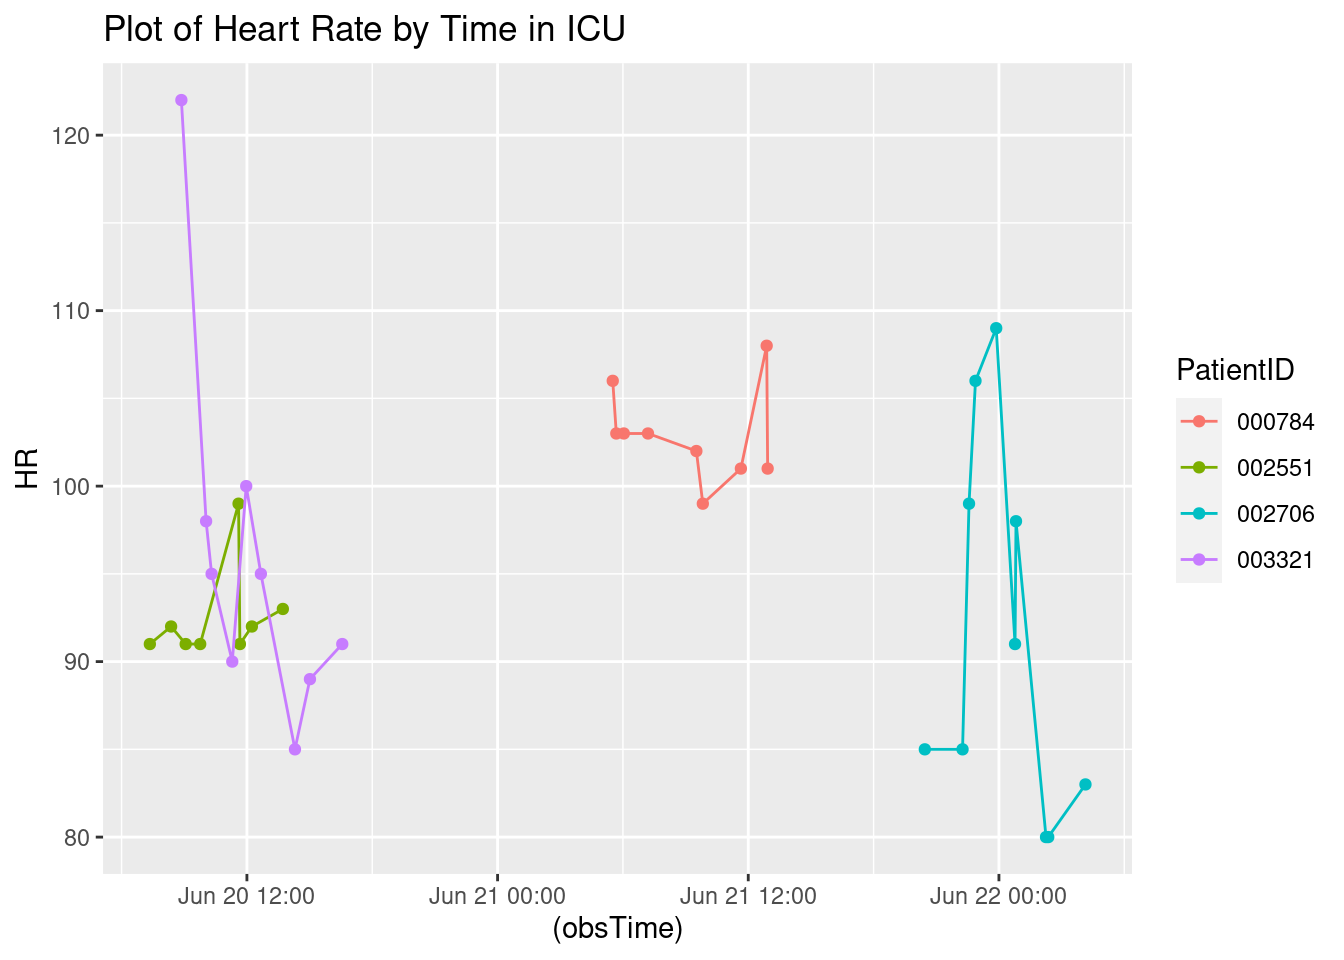 Plot of Heart Rate by Time in ICU
120
110
100
90
80
HR
Jun 20 12:00
Jun 21 00:00
Jun 21 12:00
Jun 22 00:00
(obsTime)
PatientID
000784
002551
002706
003321